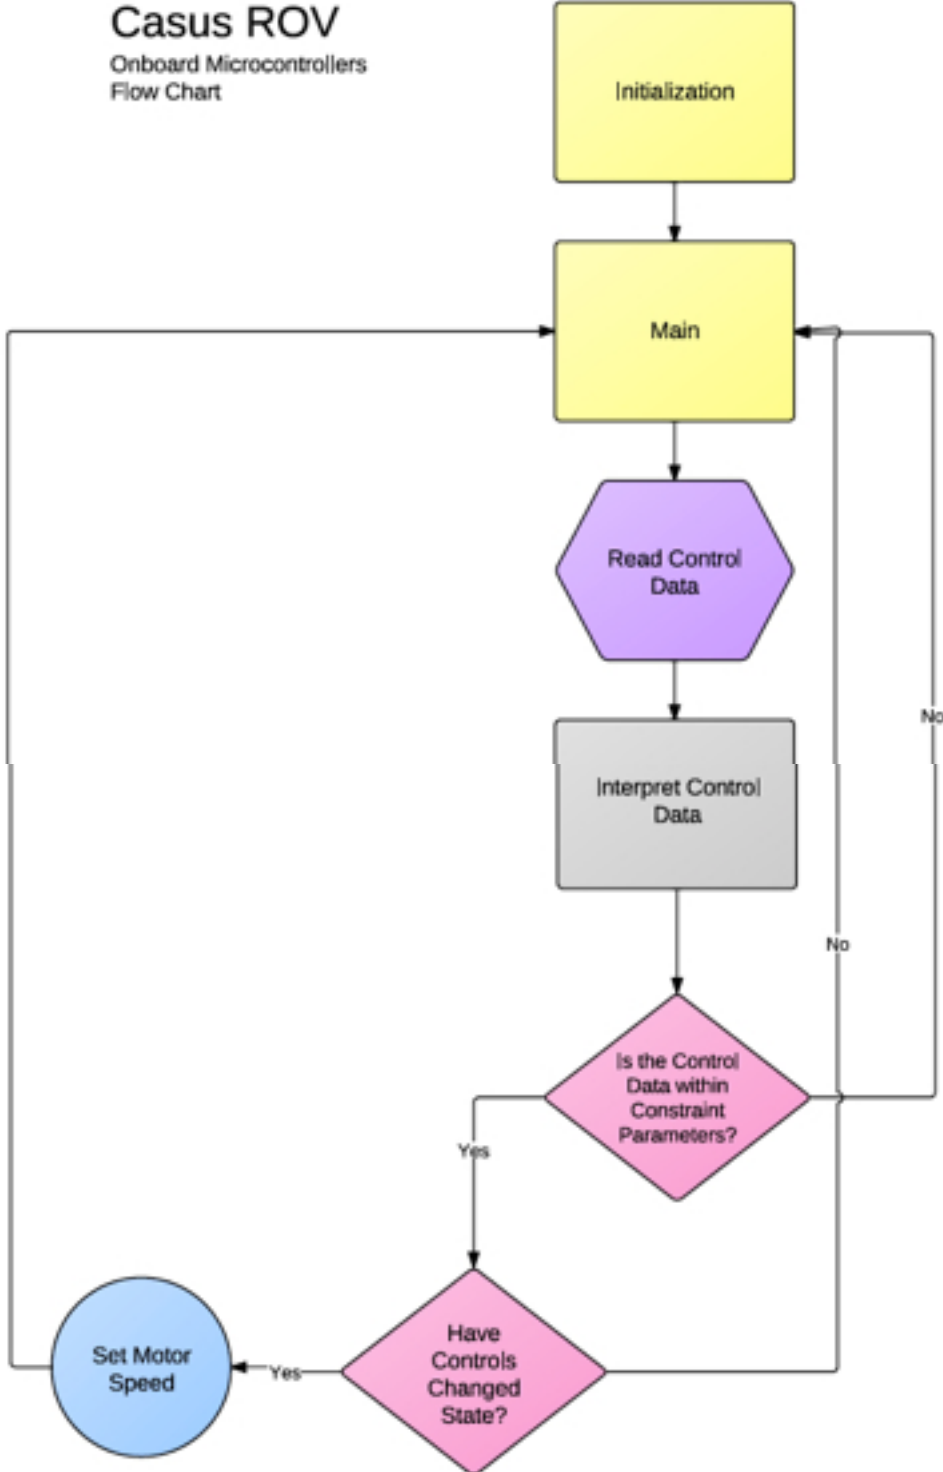 Casus ROV
Onboard Microcontrollers
Flow Chart
Initialization
Main
Read Control
Data
No
Interpret Control
Data
No
Is the Control
Data within
Constraint
Parameters?
Yes
Have
Controls
Changed
State?
Yes
Set Motor
Speed